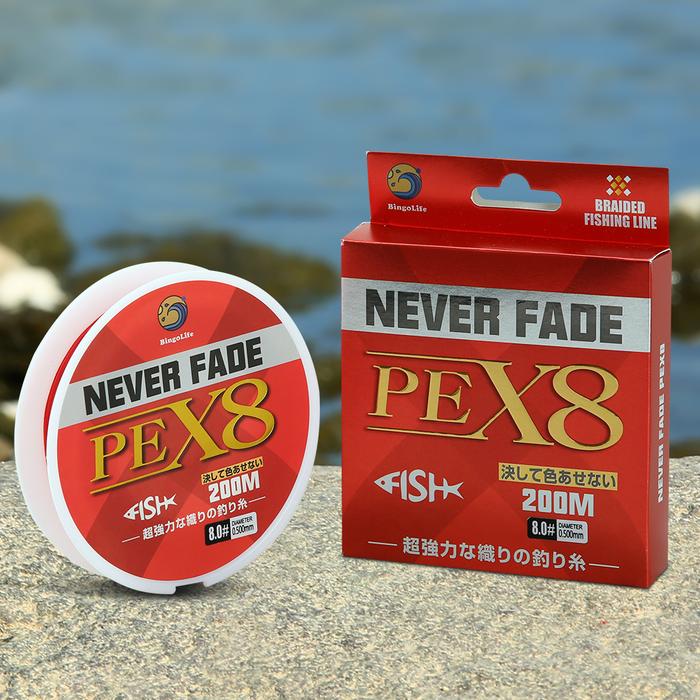 BingoLife
NEVER FADE
PEX8
決して色あせない
FISH
200M
8.0# DIAMETER 0.500mm
超強力な織りの釣り糸
BingoLife
BRAIDED
FISHING LINE
NEVER FADE
PEX8
決して色あせない
FISH
200M
8.0# DIAMETER 0.500mm
超強力な織りの釣り糸
NEVER FADE PEX8